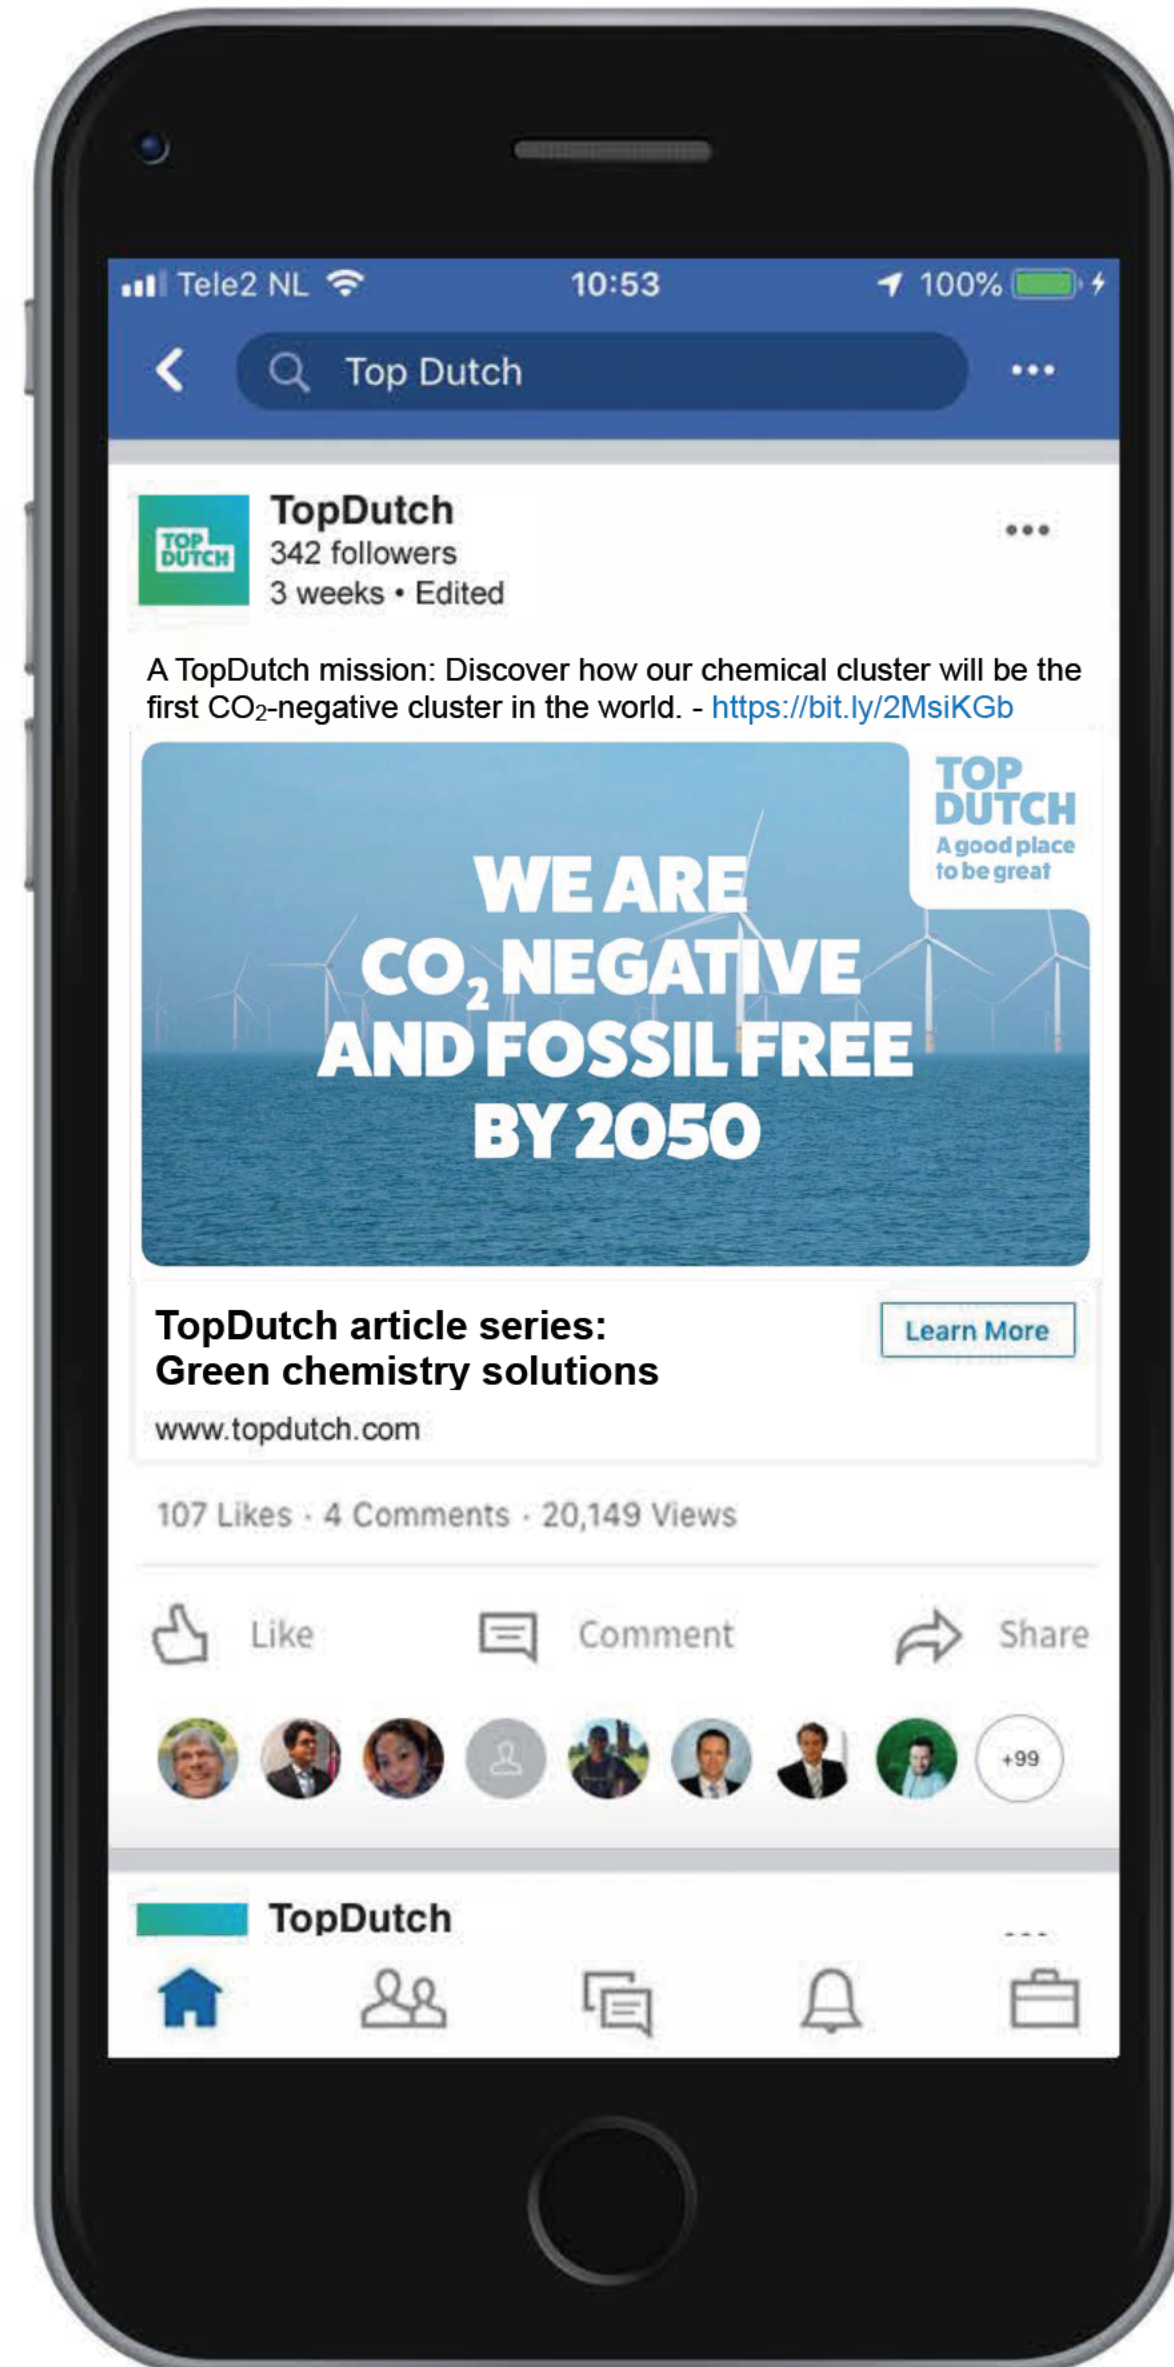 Tele2 NL 10:53 100%
Top Dutch
TOP
DUTCH
TopDutch
342 followers
3 weeks • Edited
A TopDutch mission: Discover how our chemical cluster will be the
first CO₂-negative cluster in the world. - https://bit.ly/2MsiKGb
TOP
DUTCH
A good place
to be great
WE ARE
CO₂ NEGATIVE
AND FOSSIL FREE
BY 2050
TopDutch article series:
Green chemistry solutions
Learn More
www.topdutch.com
107 Likes · 4 Comments · 20,149 Views
Like Comment Share
+99
TopDutch